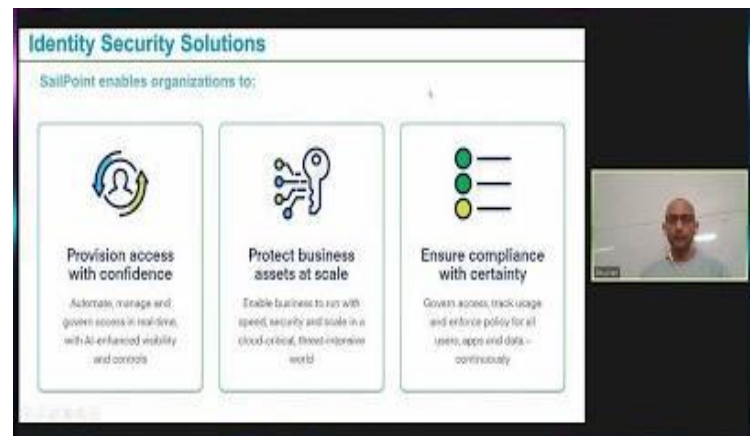 Identity Security Solutions
SailPoint enables organizations to:
Provision access
with confidence
Automate, manage and
govern access in real-time,
with AI-enhanced visibility
and controls
Protect business
assets at scale
Enable business to run with
speed, security and scale in a
cloud-critical, threat-intensive
world
Ensure compliance
with certainty
Govern access, track usage
and enforce policy for all
users, apps and data –
continuously